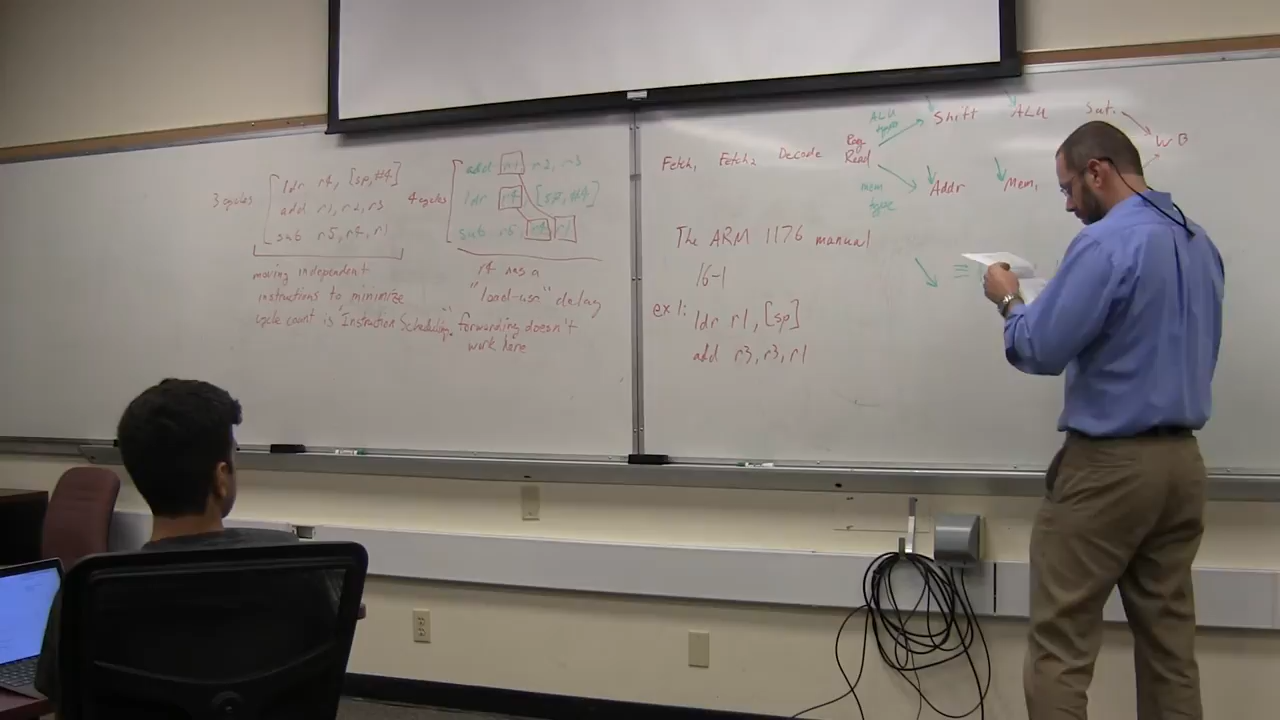 3 cycles
ldr r4, [sp,#4]
add r1, r2, r3
sub r5, r4, r1
moving independent
instructions to minimize
cycle count is "Instruction Scheduling"
4 cycles
add r1 r2, r3
ldr r4 [sp,#4]
sub r5, r4 r1
r4 has a
"load-use" delay
forwarding doesn't
work here
Fetch1 Fetch2 Decode Reg Read
ALU type
Shift ALU Sat.
WB
mem type
Addr Mem1
The ARM 1176 manual
16-1
≡
ex 1: ldr r1, [sp]
add r3, r3, r1